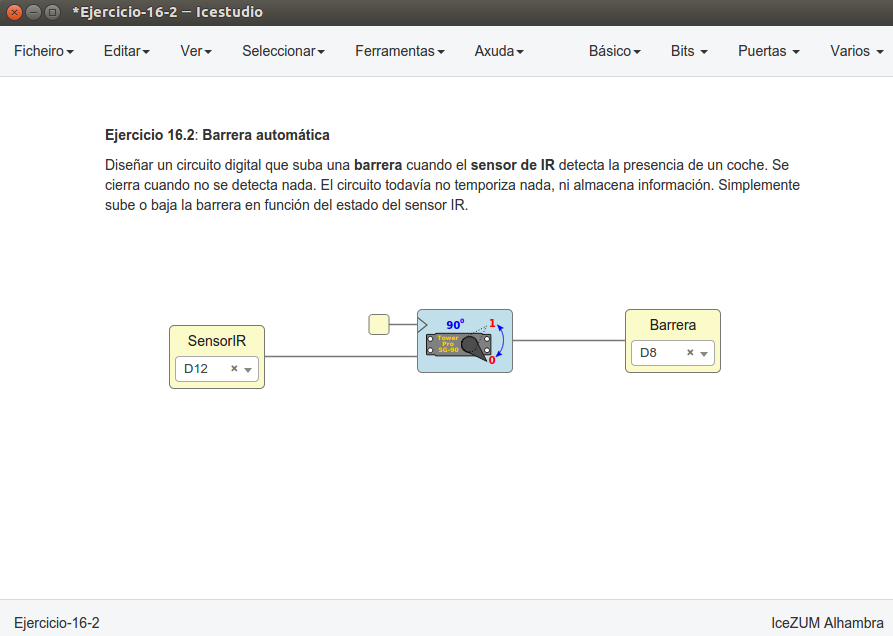 *Ejercicio-16-2 — Icestudio
Ficheiro Editar Ver Seleccionar Ferramentas Axuda Básico Bits Puertas Varios
Ejercicio 16.2: Barrera automática
Diseñar un circuito digital que suba una barrera cuando el sensor de IR detecta la presencia de un coche. Se
cierra cuando no se detecta nada. El circuito todavía no temporiza nada, ni almacena información. Simplemente
sube o baja la barrera en función del estado del sensor IR.
SensorIR
D12
90º
1
Tower
Pro
SG-90
0
Barrera
D8
Ejercicio-16-2
IceZUM Alhambra